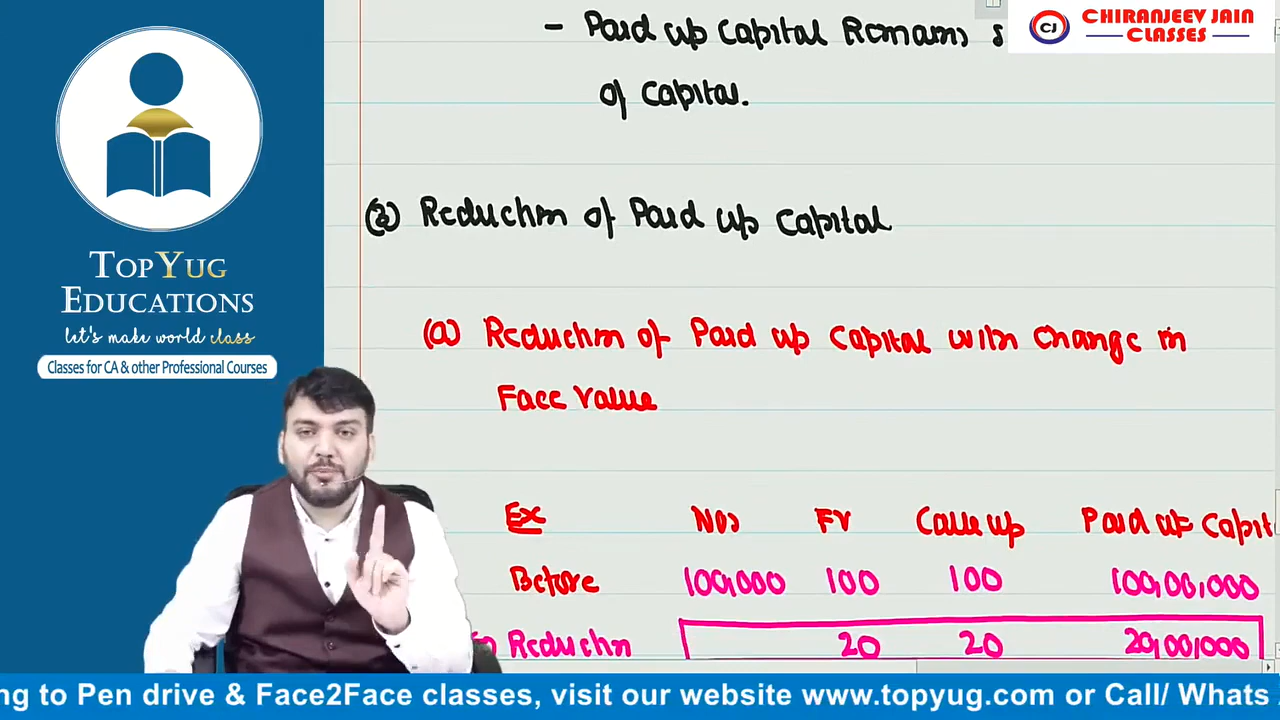 - Paid up Capital Remains
CHIRANJEEV JAIN
CJ
CLASSES
of Capital.
(2) Reduction of Paid up Capital
TOPYUG
EDUCATIONS
let's make world class
Classes for CA & other Professional Courses
(a) Reduction of Paid up Capital with Change in
Face Value
Ex Nos FV Called up Paid up Capit
Before 100,000 100 100 100,00,000
Reduction 20 20 20,00,000
ng to Pen drive & Face2Face classes, visit our website www.topyug.com or Call/ Whats